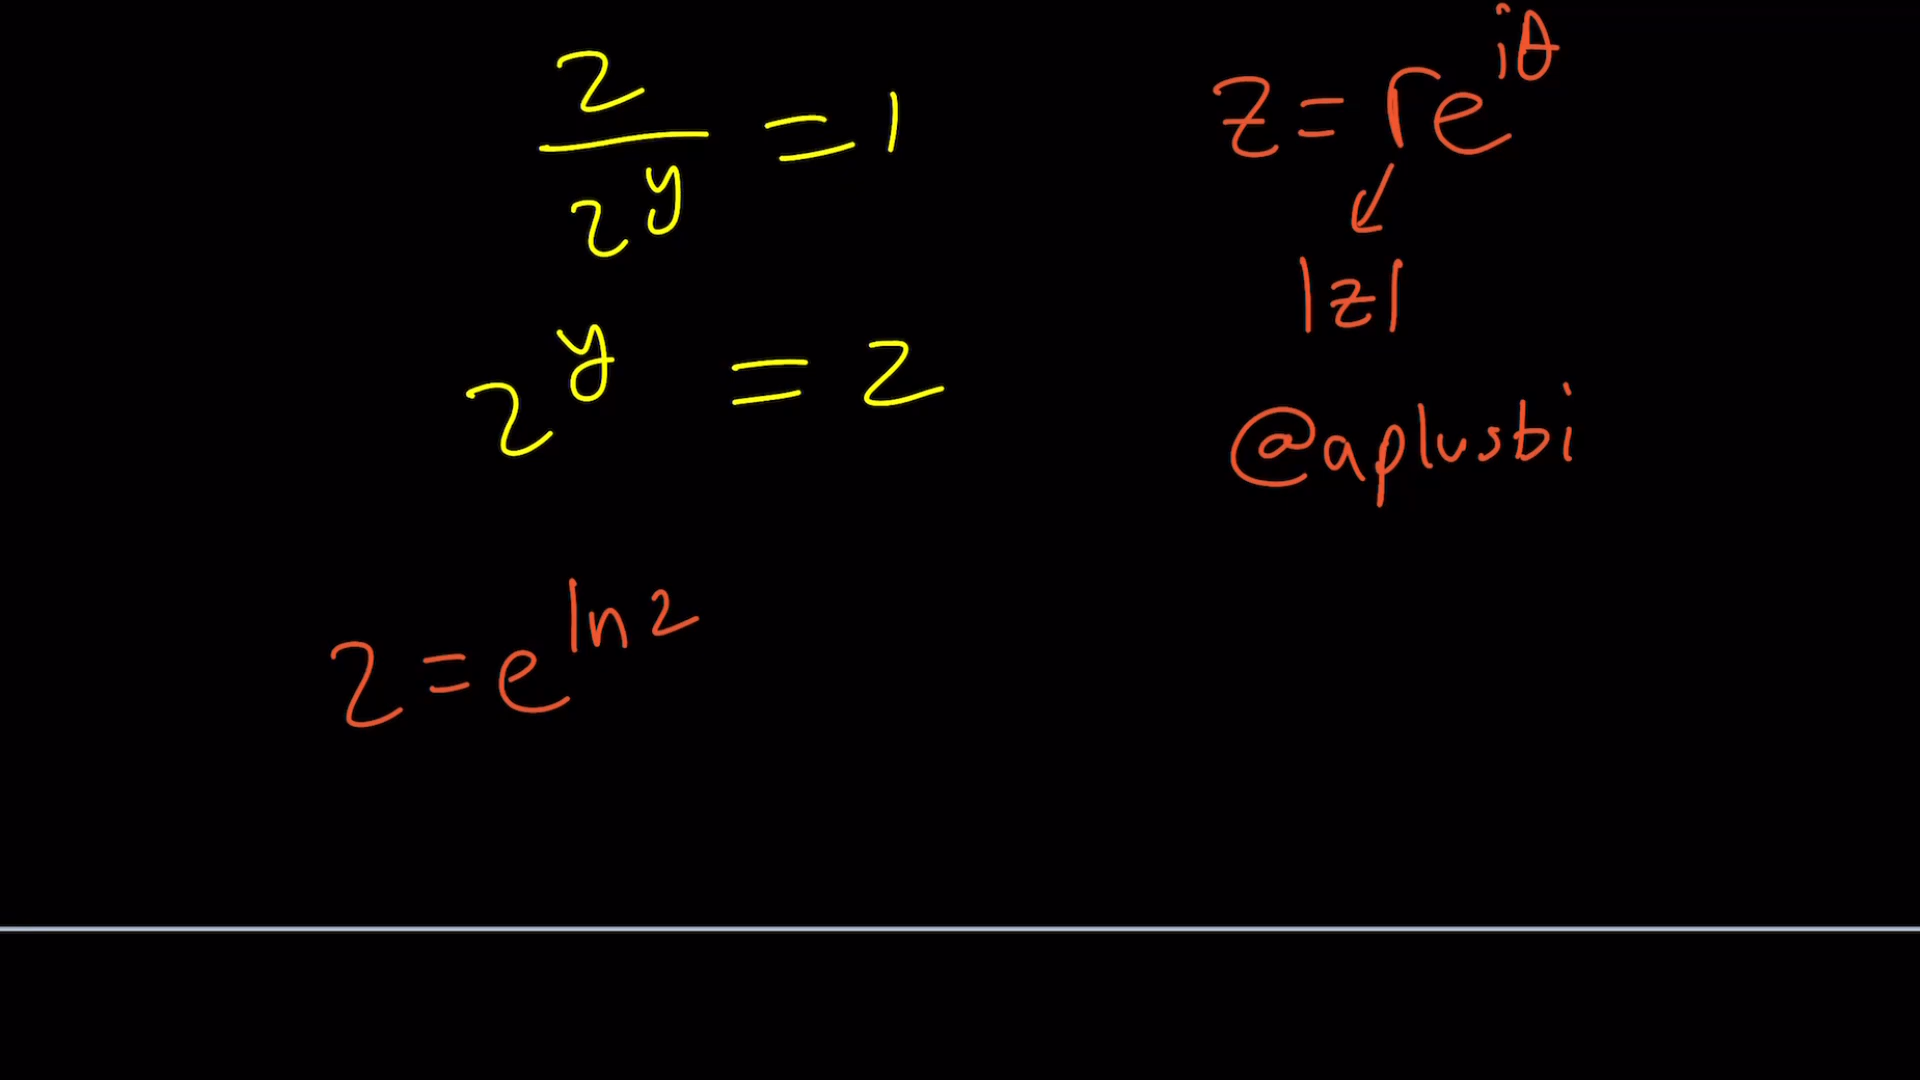 2/2^y = 1
2^y = 2
2 = e^ln 2
z = re^iθ
|z|
@aplusbi